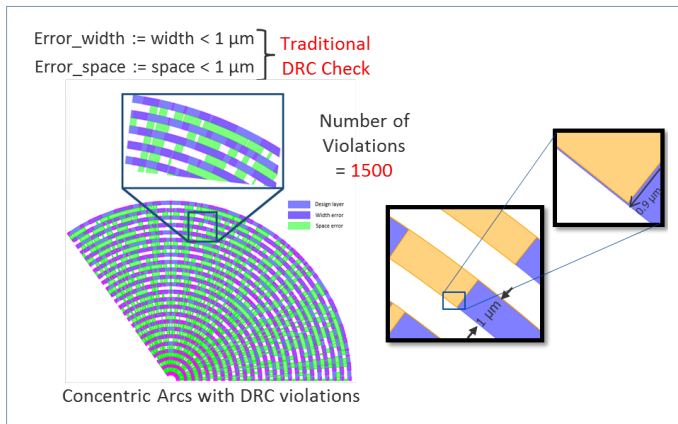 Error_width := width < 1 µm
Error_space := space < 1 µm
Traditional
DRC Check
Number of
Violations
= 1500
Design layer
Width error
Space error
0.9 µm
1 µm
Concentric Arcs with DRC violations